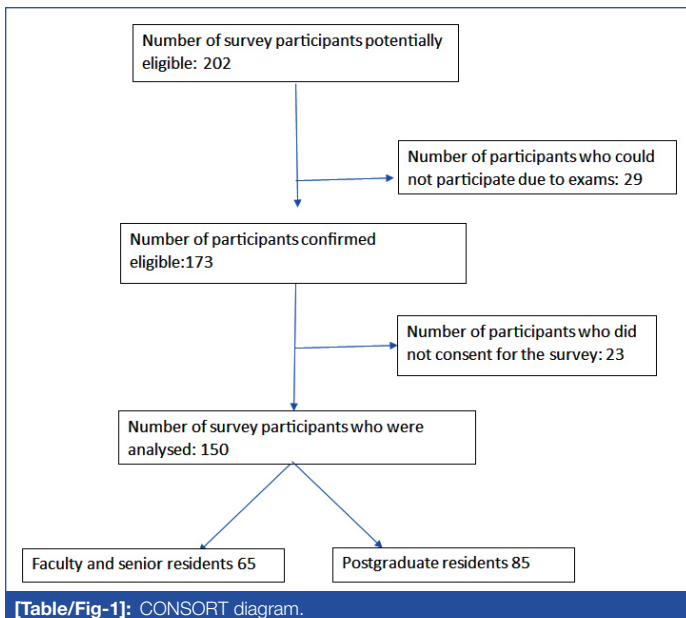 Number of survey participants potentially
eligible: 202
Number of participants who could
not participate due to exams: 29
Number of participants confirmed
eligible:173
Number of participants who did
not consent for the survey: 23
Number of survey participants who were
analysed: 150
Faculty and senior residents 65
Postgraduate residents 85
[Table/Fig-1]: CONSORT diagram.